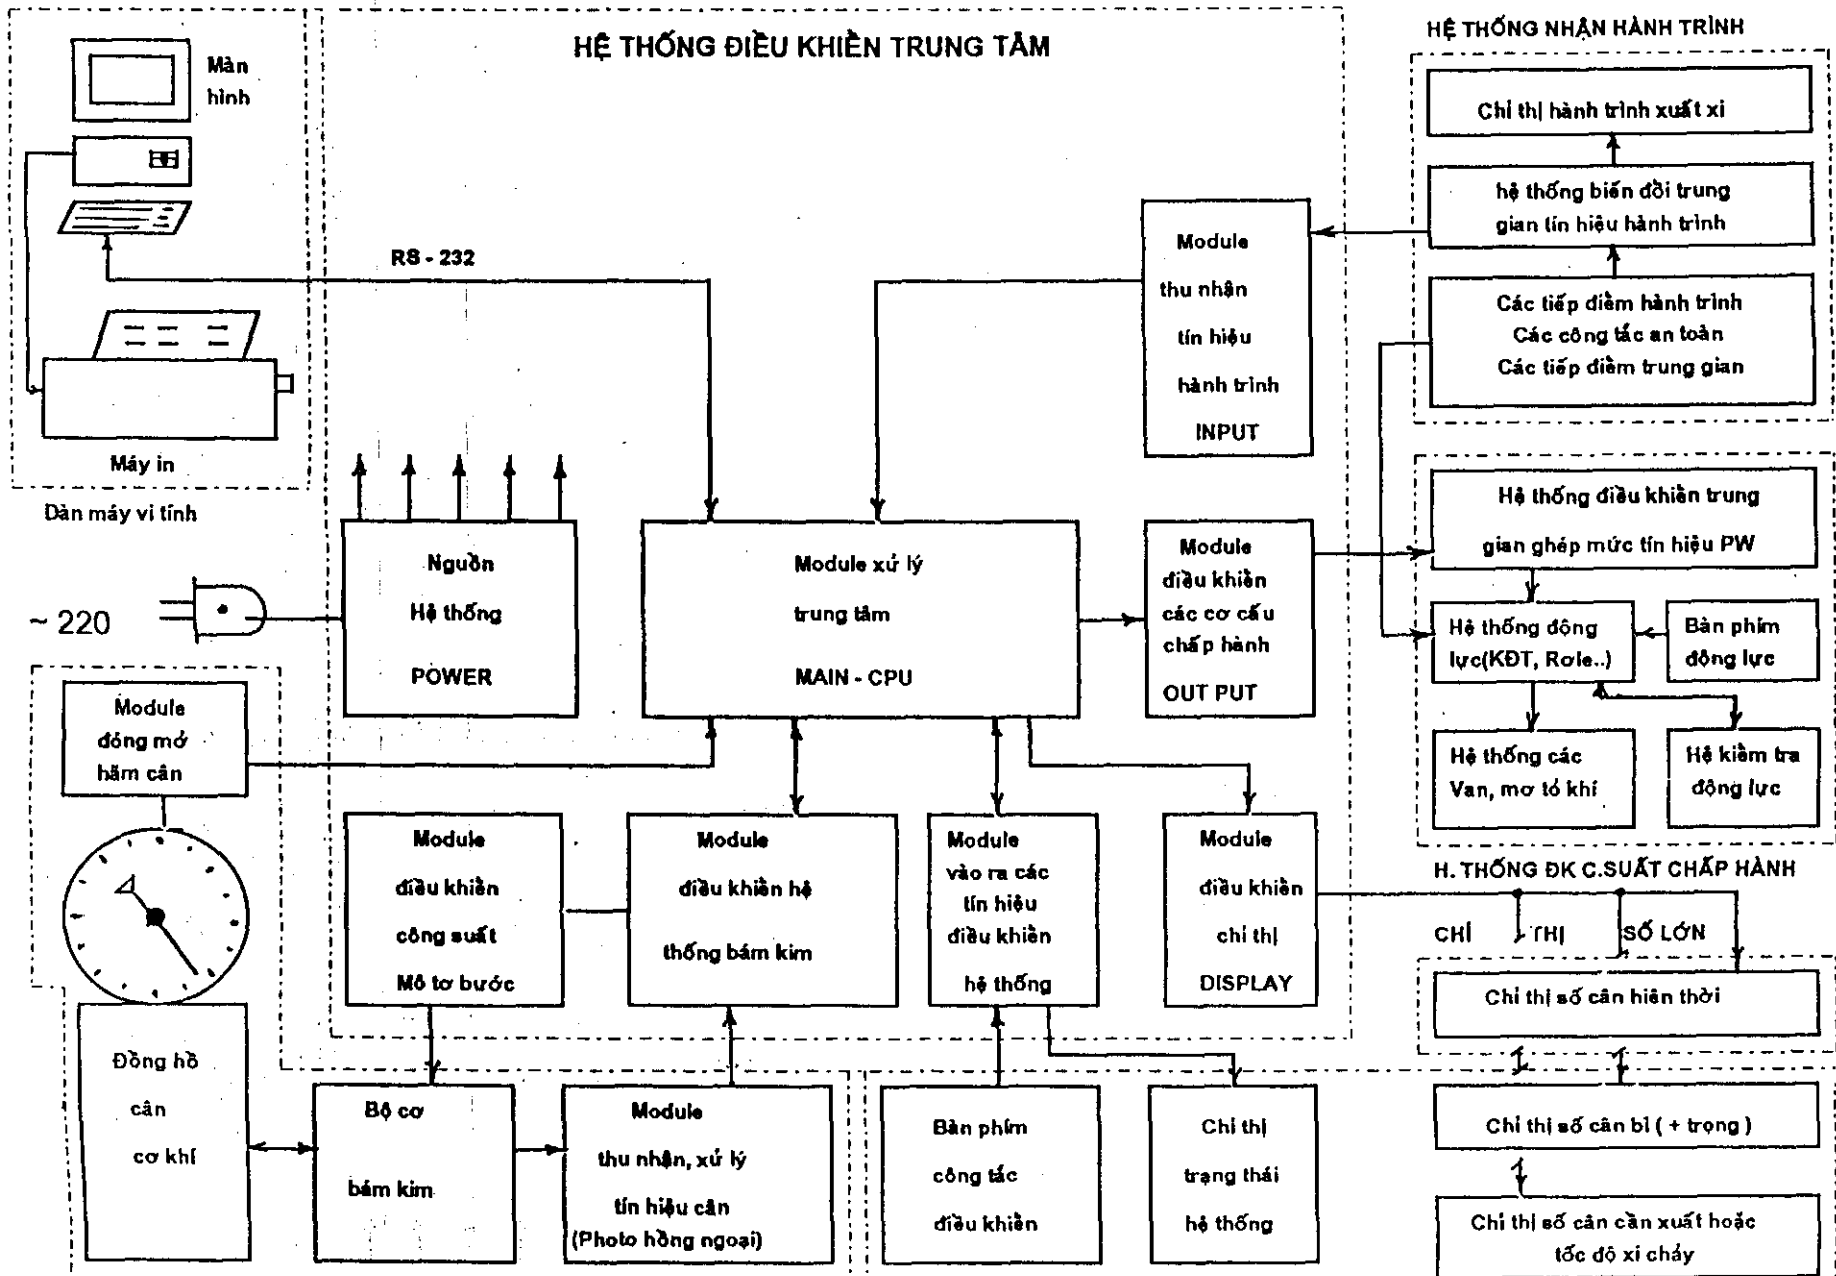 HỆ THỐNG ĐIỀU KHIỂN TRUNG TÂM
Màn
hình
Máy in
Dàn máy vi tính
RS - 232
~ 220
Nguồn
Hệ thống
POWER
Module xử lý
trung tâm
MAIN - CPU
Module
thu nhận
tín hiệu
hành trình
INPUT
Module
điều khiển
các cơ cấu
chấp hành
OUT PUT
HỆ THỐNG NHẬN HÀNH TRÌNH
Chỉ thị hành trình xuất xi
hệ thống biến đổi trung
gian tín hiệu hành trình
Các tiếp điểm hành trình
Các công tắc an toàn
Các tiếp điểm trung gian
Hệ thống điều khiển trung
gian ghép mức tín hiệu PW
Hệ thống động
lực(KĐT, Rơle..)
Bàn phím
động lực
Hệ thống các
Van, mơ tỏ khí
Hệ kiểm tra
động lực
H. THỐNG ĐK C.SUẤT CHẤP HÀNH
Module
đóng mở
hãm cân
Module
điều khiển
công suất
Mô tơ bước
Module
điều khiển hệ
thống bám kim
Module
vào ra các
tín hiệu
điều khiển
hệ thống
Module
điều khiển
chỉ thị
DISPLAY
CHỈ THỊ SỐ LỚN
Chỉ thị số cân hiện thời
Đồng hồ
cân
cơ khí
Bộ cơ
bám kim
Module
thu nhận, xử lý
tín hiệu cân
(Photo hồng ngoại)
Bàn phím
công tắc
điều khiển
Chỉ thị
trạng thái
hệ thống
Chỉ thị số cân bì ( + trọng )
Chỉ thị số cân cần xuất hoặc
tốc độ xi chảy